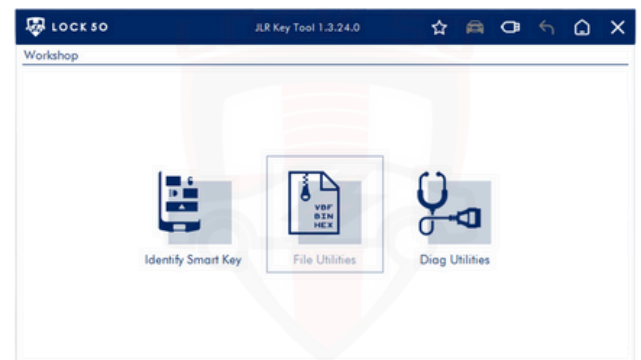 LOCK 50
JLR Key Tool 1.3.24.0
Workshop
VBF
BIN
HEX
Identify Smart Key
File Utilities
Diag Utilities